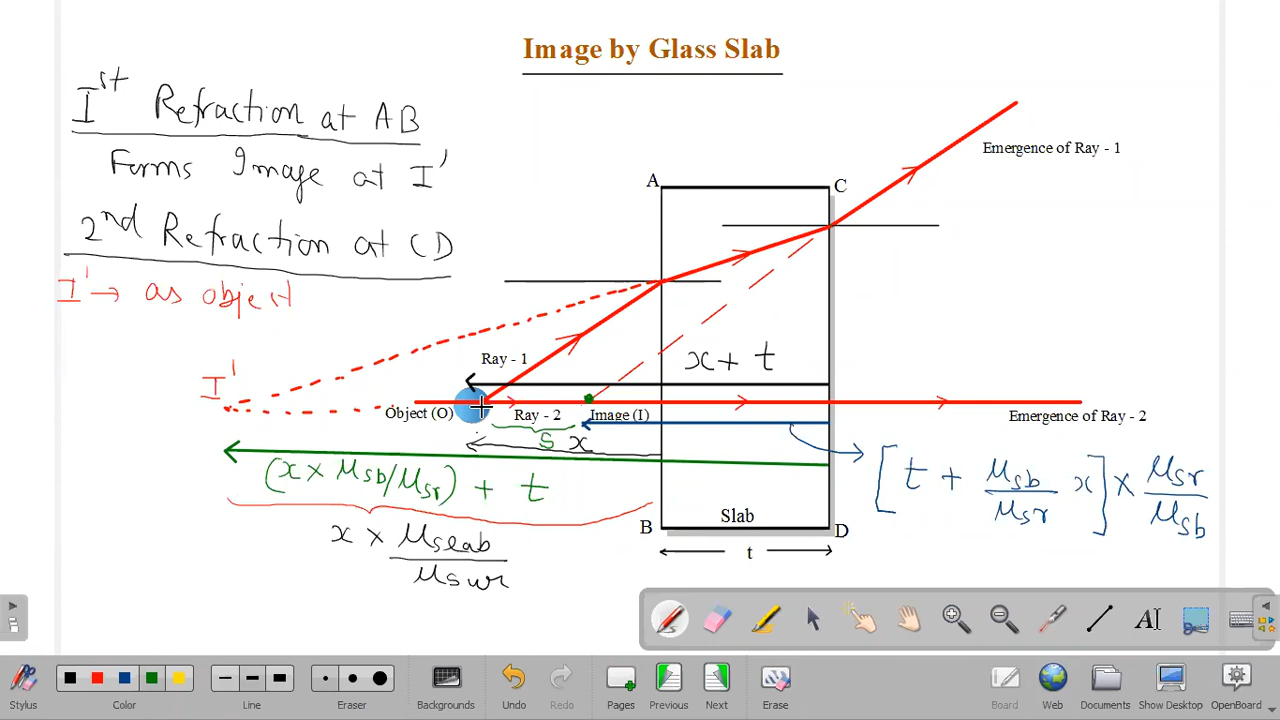 Image by Glass Slab
Ist Refraction at AB
Forms Image at I'
2nd Refraction at CD
I' → as object
Emergence of Ray - 1
A
C
Ray - 1
x + t
I'
Object (O)
Ray - 2
Image (I)
Emergence of Ray - 2
S
x
(x × μsb/μsr) + t
[t + μsb/μsr x] × μsr/μsb
x × μslab/μsur
B
Slab
D
t
Stylus
Color
Line
Eraser
Backgrounds
Undo
Redo
Pages
Previous
Next
Erase
Board
Web
Documents
Show Desktop
OpenBoard